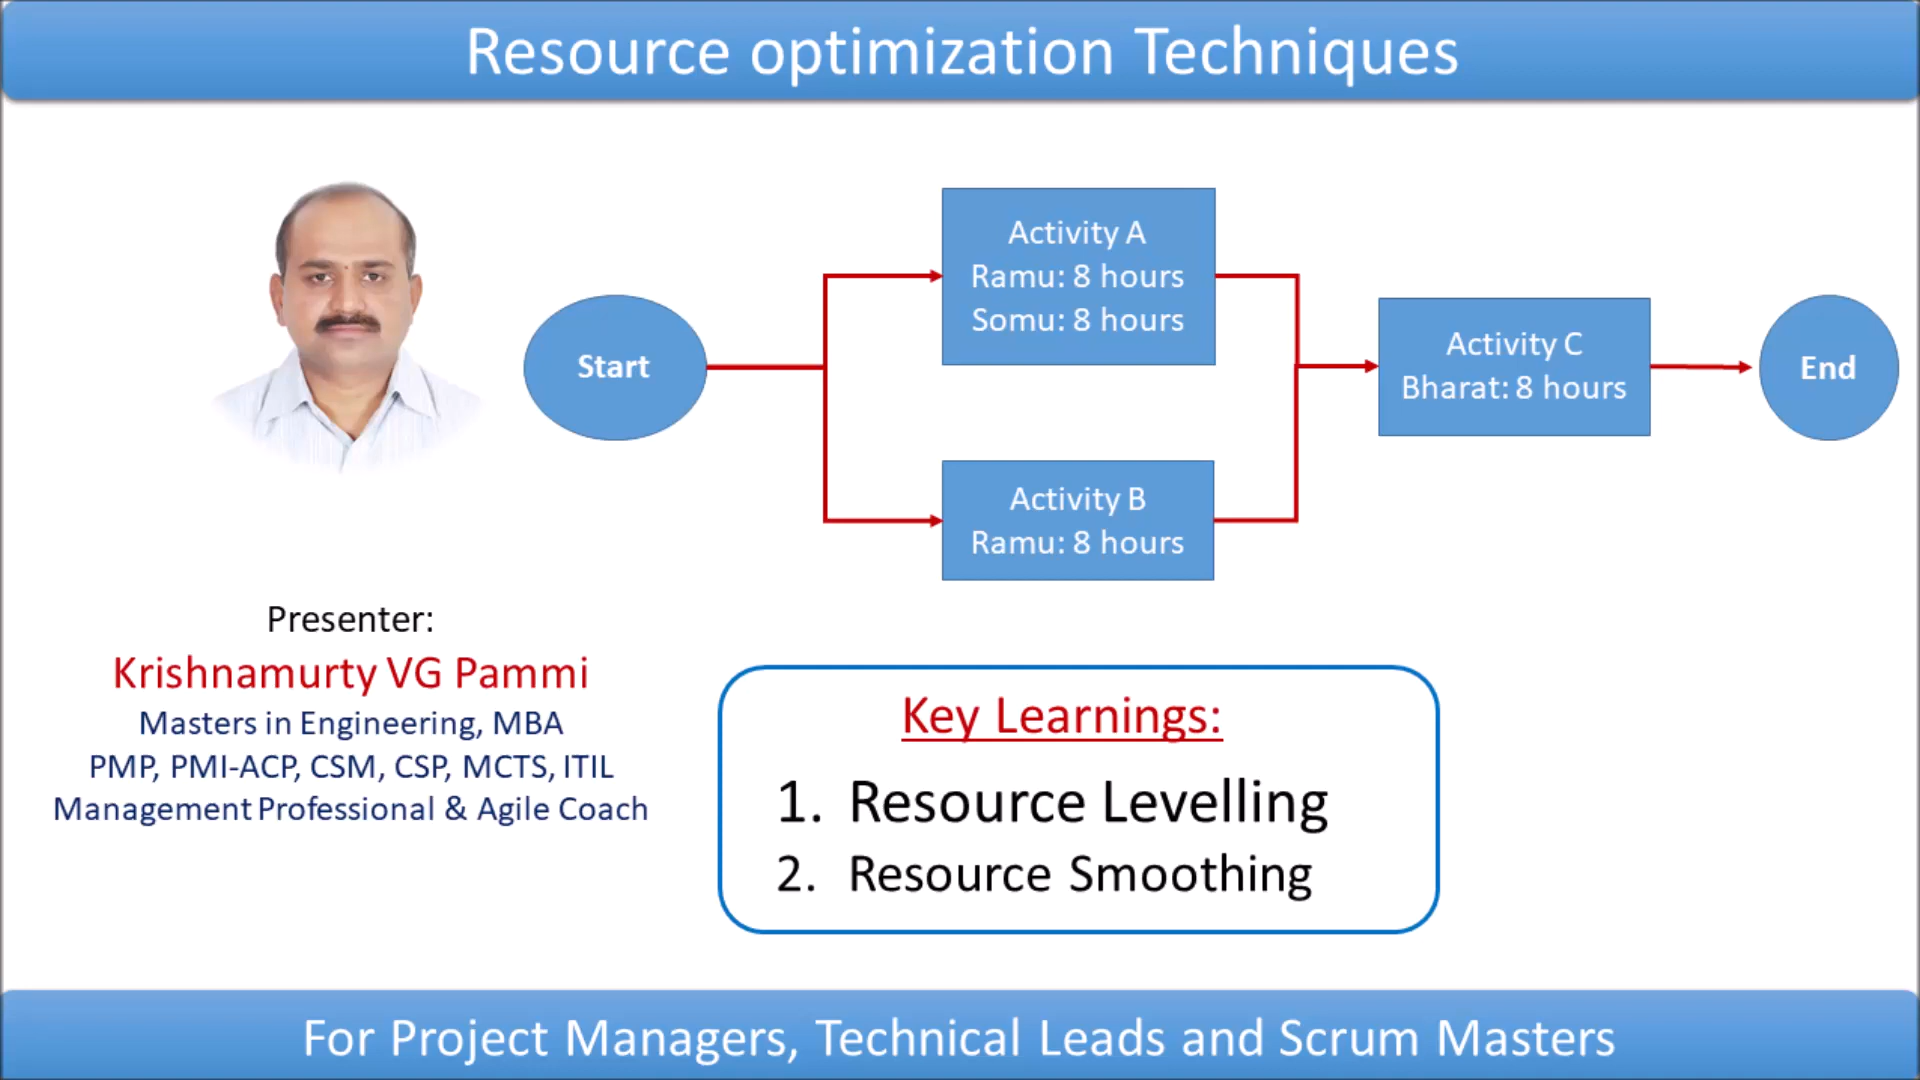 Resource optimization Techniques
Activity A
Ramu: 8 hours
Somu: 8 hours
Start
Activity C
Bharat: 8 hours
End
Activity B
Ramu: 8 hours
Presenter:
Krishnamurty VG Pammi
Masters in Engineering, MBA
PMP, PMI-ACP, CSM, CSP, MCTS, ITIL
Management Professional & Agile Coach
Key Learnings:
1. Resource Levelling
2. Resource Smoothing
For Project Managers, Technical Leads and Scrum Masters